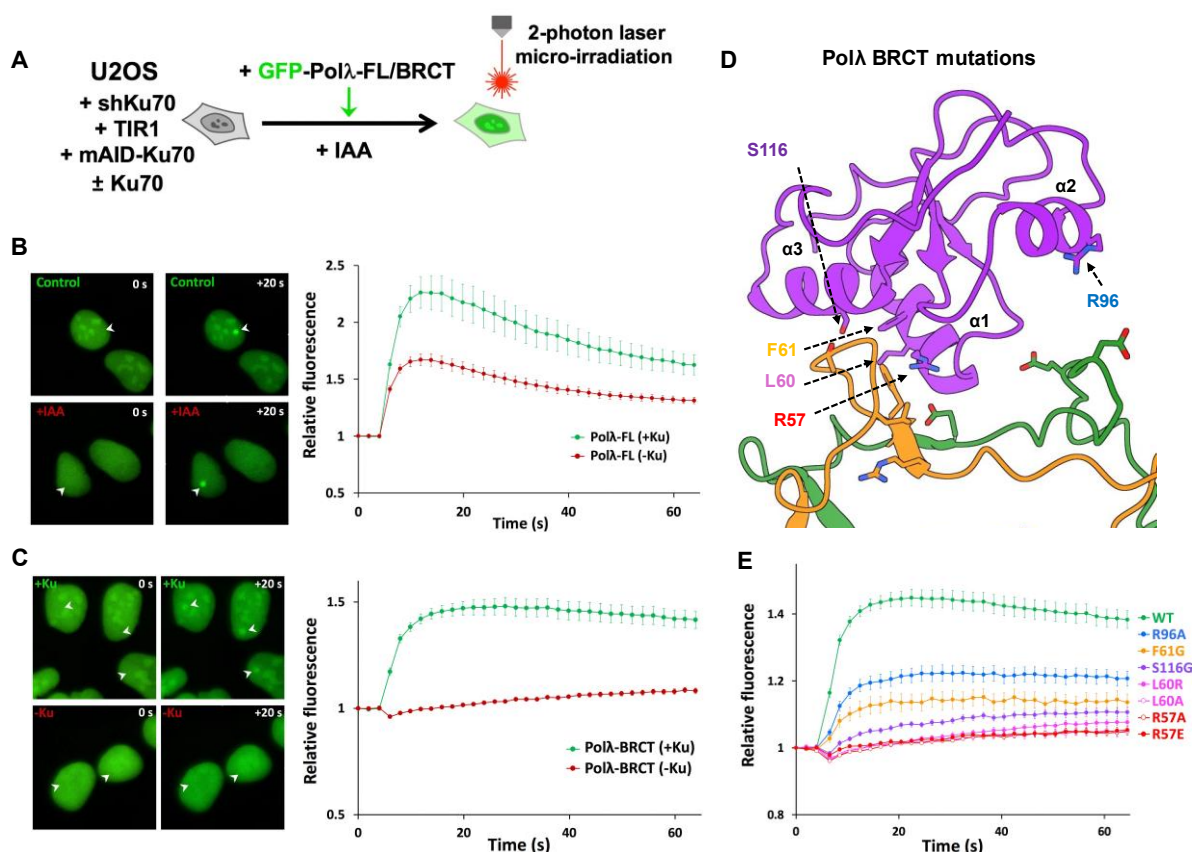 A
U2OS
+ shKu70
+ TIR1
+ mAID-Ku70
± Ku70
+ GFP-Polλ-FL/BRCT
+ IAA
2-photon laser
micro-irradiation
B
Control
0 s
Control
+20 s
+IAA
0 s
+IAA
+20 s
Relative fluorescence
2.5
2
1.5
1
0.5
Polλ-FL (+Ku)
Polλ-FL (-Ku)
0
20
40
60
Time (s)
C
+Ku
0 s
+Ku
+20 s
-Ku
0 s
-Ku
+20 s
Relative fluorescence
1.5
1
0.5
Polλ-BRCT (+Ku)
Polλ-BRCT (-Ku)
0
20
40
60
Time (s)
D
Polλ BRCT mutations
S116
α2
α3
R96
α1
F61
L60
R57
E
Relative fluorescence
1.4
1.2
1
0.8
WT
R96A
F61G
S116G
L60R
L60A
R57A
R57E
0
20
40
60
Time (s)